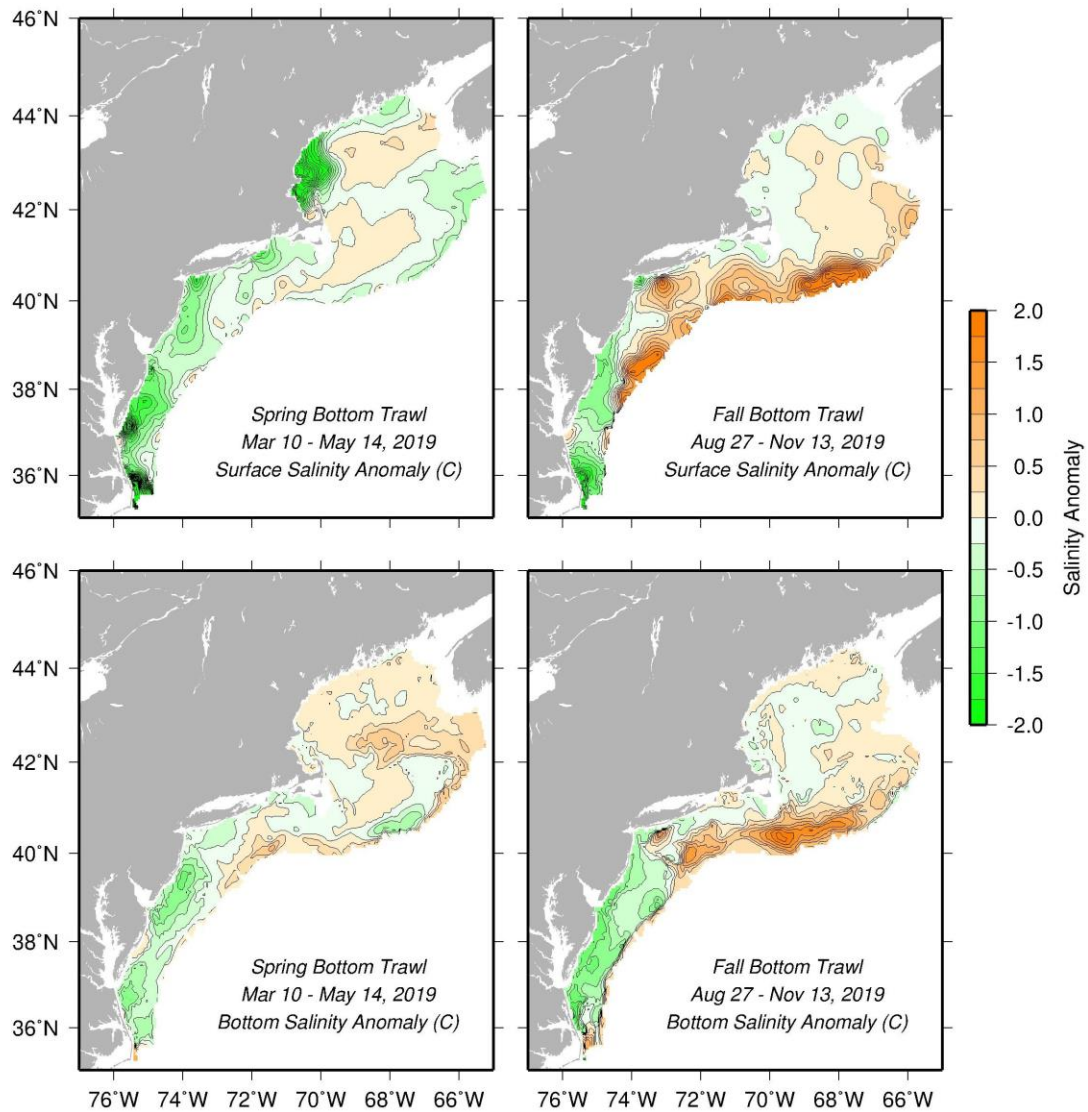 46˚N
44˚N
42˚N
40˚N
38˚N
36˚N
Spring Bottom Trawl
Mar 10 - May 14, 2019
Surface Salinity Anomaly (C)
Fall Bottom Trawl
Aug 27 - Nov 13, 2019
Surface Salinity Anomaly (C)
46˚N
44˚N
42˚N
40˚N
38˚N
36˚N
Spring Bottom Trawl
Mar 10 - May 14, 2019
Bottom Salinity Anomaly (C)
Fall Bottom Trawl
Aug 27 - Nov 13, 2019
Bottom Salinity Anomaly (C)
76˚W 74˚W 72˚W 70˚W 68˚W 66˚W
76˚W 74˚W 72˚W 70˚W 68˚W 66˚W
2.0
1.5
1.0
0.5
0.0
-0.5
-1.0
-1.5
-2.0
Salinity Anomaly